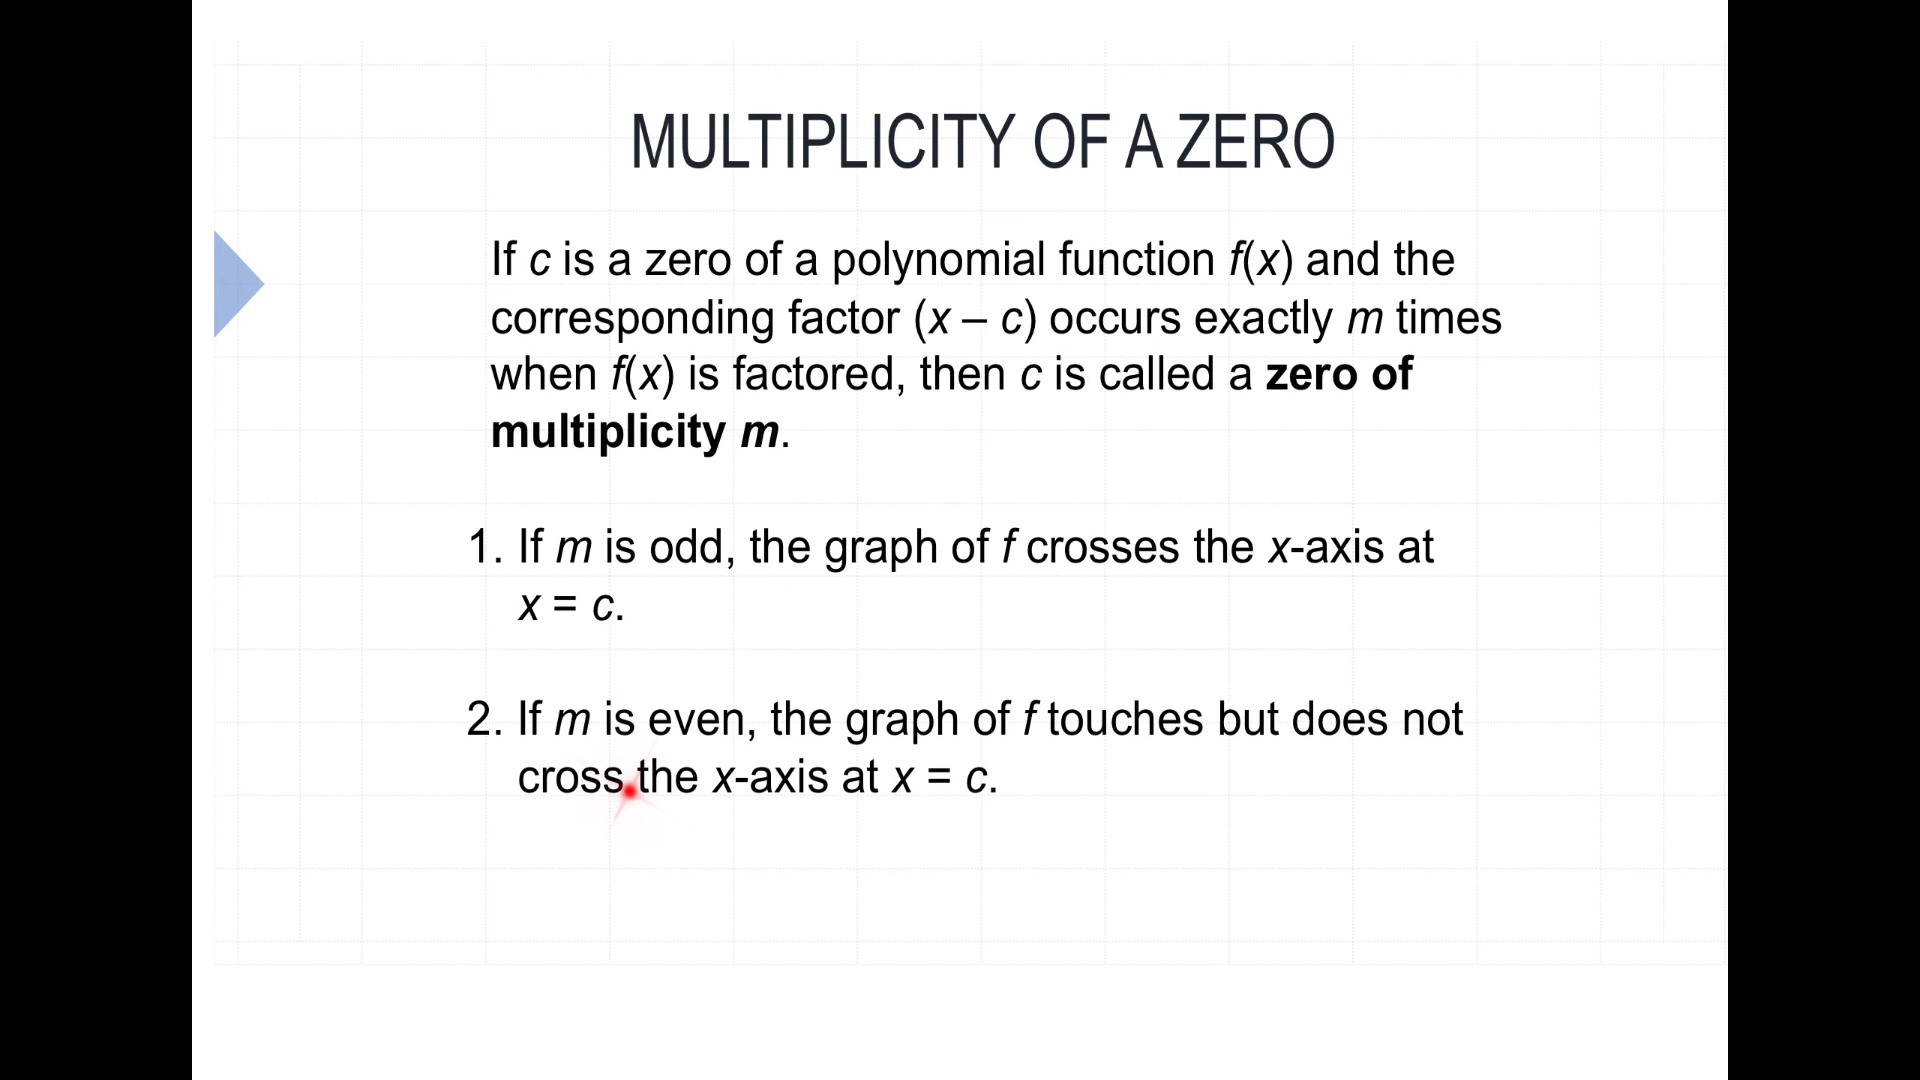 MULTIPLICITY OF A ZERO
If c is a zero of a polynomial function f(x) and the
corresponding factor (x – c) occurs exactly m times
when f(x) is factored, then c is called a zero of
multiplicity m.
1. If m is odd, the graph of f crosses the x-axis at
x = c.
2. If m is even, the graph of f touches but does not
cross the x-axis at x = c.